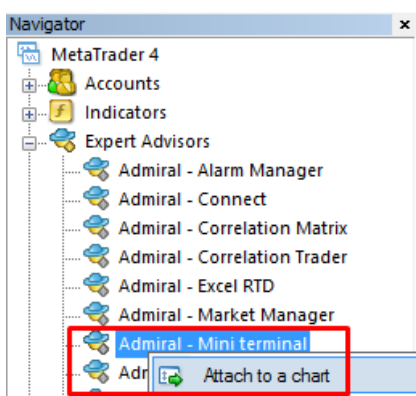 Navigator
MetaTrader 4
Accounts
Indicators
Expert Advisors
Admiral - Alarm Manager
Admiral - Connect
Admiral - Correlation Matrix
Admiral - Correlation Trader
Admiral - Excel RTD
Admiral - Market Manager
Admiral - Mini terminal
Adr Attach to a chart